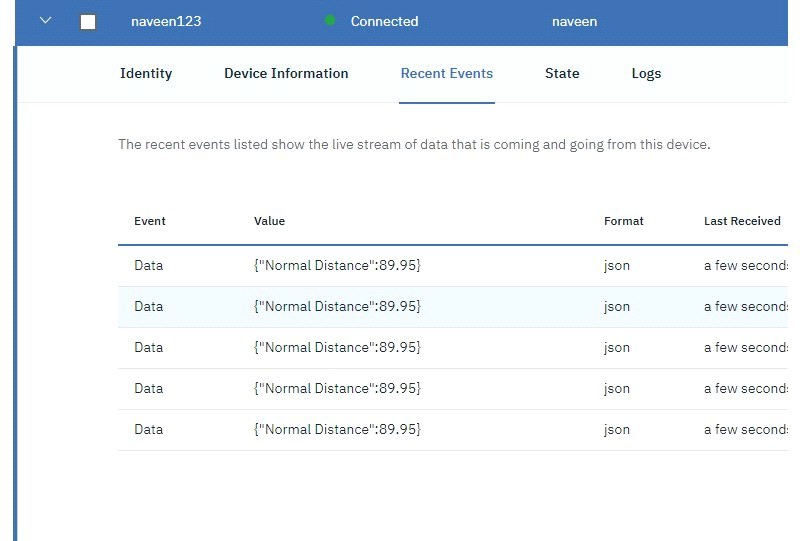 naveen123 Connected naveen
Identity Device Information Recent Events State Logs
The recent events listed show the live stream of data that is coming and going from this device.
Event Value Format Last Received
Data {"Normal Distance":89.95} json a few seconds
Data {"Normal Distance":89.95} json a few seconds
Data {"Normal Distance":89.95} json a few seconds
Data {"Normal Distance":89.95} json a few seconds
Data {"Normal Distance":89.95} json a few seconds